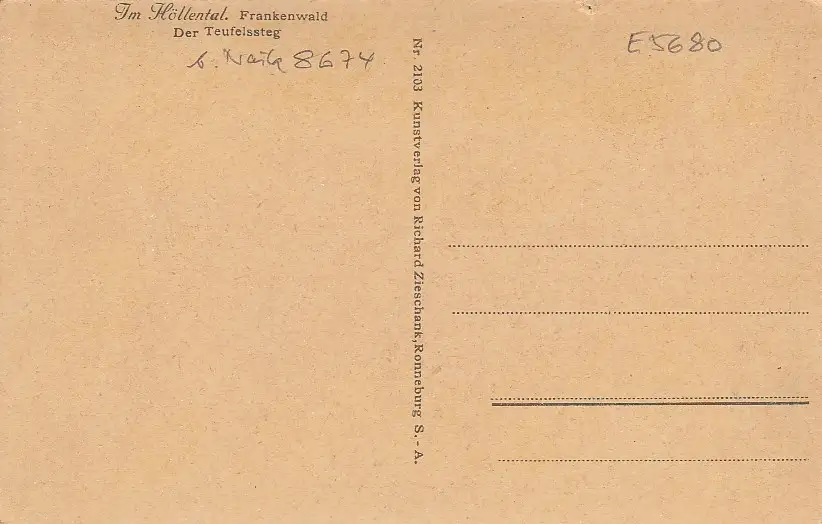 Im Höllental. Frankenwald
Der Teufelssteg
b. Naila 8674
Nr. 2103 Kunstverlag von Richard Zieschank, Ronneburg S.-A.
E5680